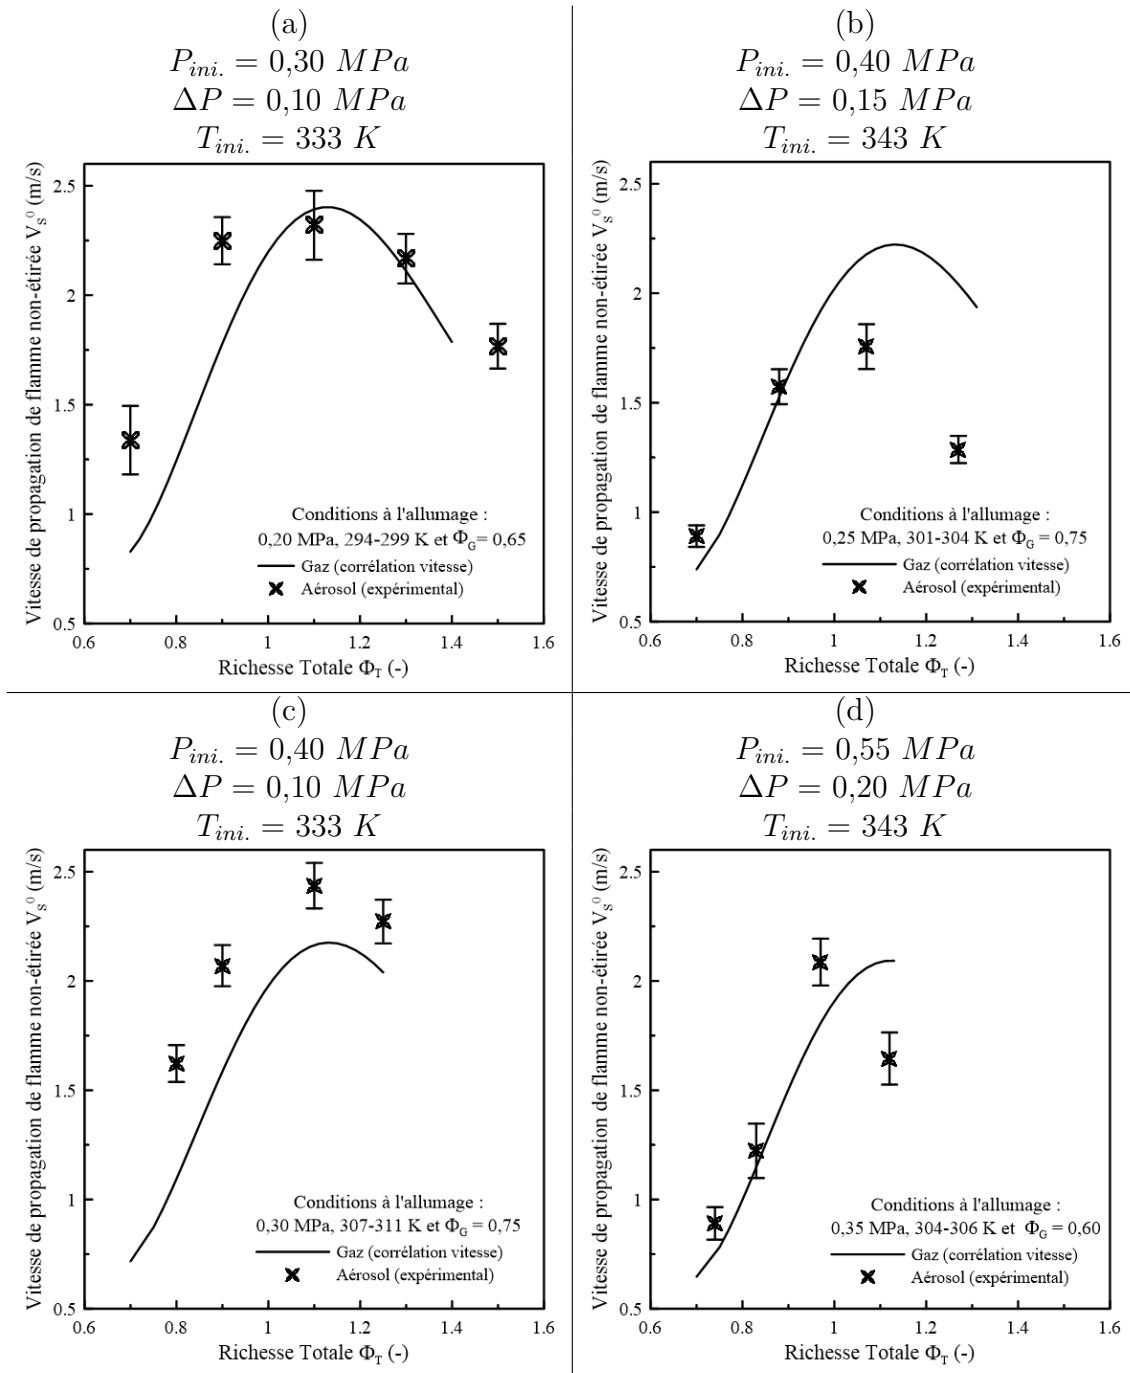 (a)
P_ini. = 0,30 MPa
ΔP = 0,10 MPa
T_ini. = 333 K
Vitesse de propagation de flamme non-étirée V_S^0 (m/s)
2.5
2
1.5
1
0.5
Conditions à l'allumage :
0,20 MPa, 294-299 K et Φ_G= 0,65
Gaz (corrélation vitesse)
Aérosol (expérimental)
0.6 0.8 1 1.2 1.4 1.6
Richesse Totale Φ_T (-)
(b)
P_ini. = 0,40 MPa
ΔP = 0,15 MPa
T_ini. = 343 K
Vitesse de propagation de flamme non-étirée V_S^0 (m/s)
2.5
2
1.5
1
0.5
Conditions à l'allumage :
0,25 MPa, 301-304 K et Φ_G = 0,75
Gaz (corrélation vitesse)
Aérosol (expérimental)
0.6 0.8 1 1.2 1.4 1.6
Richesse Totale Φ_T (-)
(c)
P_ini. = 0,40 MPa
ΔP = 0,10 MPa
T_ini. = 333 K
Vitesse de propagation de flamme non-étirée V_S^0 (m/s)
2.5
2
1.5
1
0.5
Conditions à l'allumage :
0,30 MPa, 307-311 K et Φ_G = 0,75
Gaz (corrélation vitesse)
Aérosol (expérimental)
0.6 0.8 1 1.2 1.4 1.6
Richesse Totale Φ_T (-)
(d)
P_ini. = 0,55 MPa
ΔP = 0,20 MPa
T_ini. = 343 K
Vitesse de propagation de flamme non-étirée V_S^0 (m/s)
2.5
2
1.5
1
0.5
Conditions à l'allumage :
0,35 MPa, 304-306 K et Φ_G = 0,60
Gaz (corrélation vitesse)
Aérosol (expérimental)
0.6 0.8 1 1.2 1.4 1.6
Richesse Totale Φ_T (-)